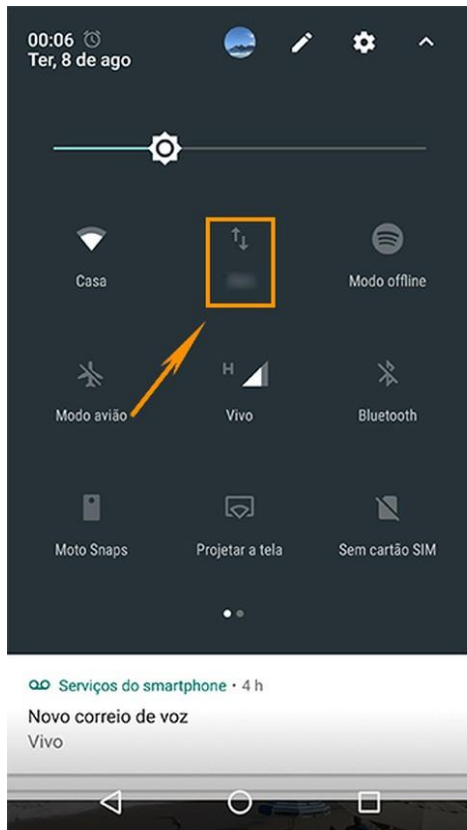 00:06
Ter, 8 de ago
Casa
Modo offline
Modo avião
H
Vivo
Bluetooth
Moto Snaps
Projetar a tela
Sem cartão SIM
Serviços do smartphone • 4 h
Novo correio de voz
Vivo